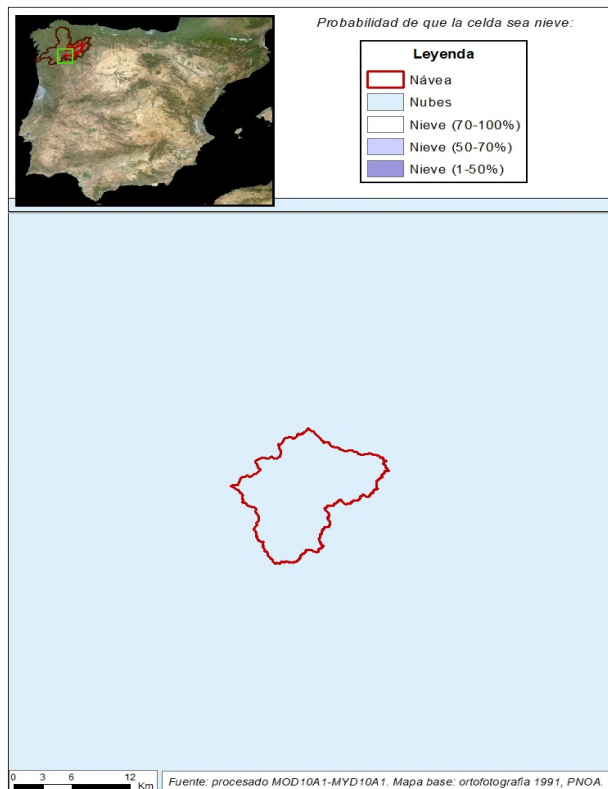 Probabilidad de que la celda sea nieve:
Leyenda
Návea
Nubes
Nieve (70-100%)
Nieve (50-70%)
Nieve (1-50%)
0 3 6 12
Km
Fuente: procesado MOD10A1-MYD10A1. Mapa base: ortofotografía 1991, PNOA.